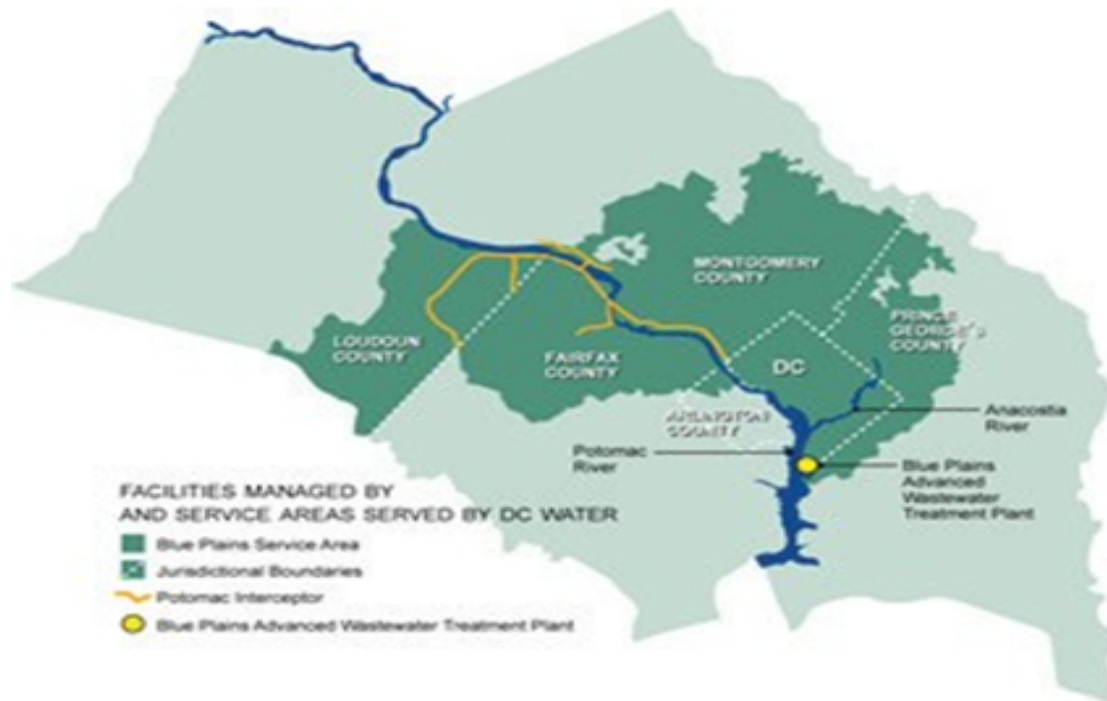 MONTGOMERY
COUNTY
PRINCE
GEORGE'S
COUNTY
LOUDOUN
COUNTY
FAIRFAX
COUNTY
DC
ARLINGTON
COUNTY
Anacostia
River
Potomac
River
Blue Plains
Advanced
Wastewater
Treatment Plant
FACILITIES MANAGED BY
AND SERVICE AREAS SERVED BY DC WATER
Blue Plains Service Area
Jurisdictional Boundaries
Potomac Interceptor
Blue Plains Advanced Wastewater Treatment Plant